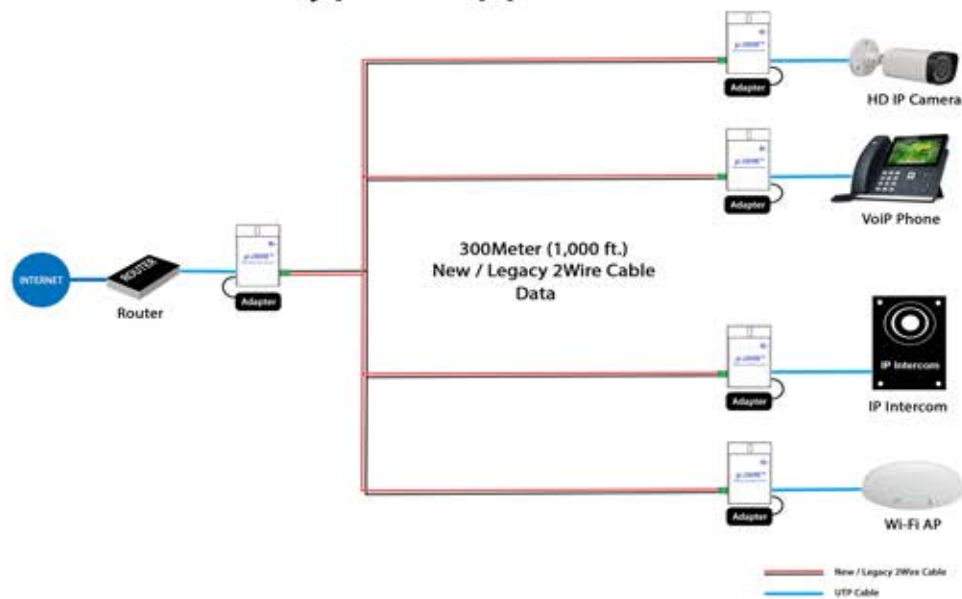 Adapter
HD IP Camera
Adapter
VoiP Phone
300Meter (1,000 ft.)
New / Legacy 2Wire Cable
Data
INTERNET
ROUTER
Router
Adapter
Adapter
IP Intercom
IP Intercom
Adapter
Wi-Fi AP
New / Legacy 2Wire Cable
UTP Cable